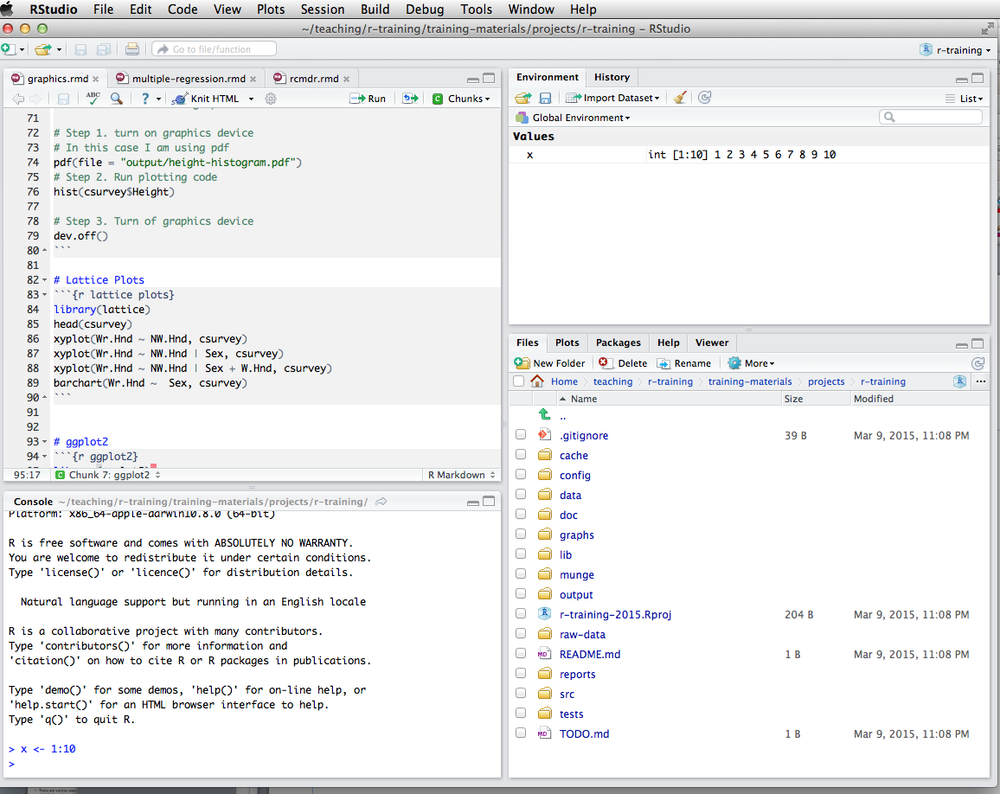 RStudio File Edit Code View Plots Session Build Debug Tools Window Help
~/teaching/r-training/training-materials/projects/r-training – RStudio
Go to file/function
r-training
graphics.rmd
multiple-regression.rmd
rcmdr.rmd
ABC
?
Knit HTML
Run
C Chunks
71
72 # Step 1. turn on graphics device
73 # In this case I am using pdf
74 pdf(file = "output/height-histogram.pdf")
75 # Step 2. Run plotting code
76 hist(csurvey$Height)
77
78 # Step 3. Turn of graphics device
79 dev.off()
80 ```
81
82 # Lattice Plots
83 ```{r lattice plots}
84 library(lattice)
85 head(csurvey)
86 xyplot(Wr.Hnd ~ NW.Hnd, csurvey)
87 xyplot(Wr.Hnd ~ NW.Hnd | Sex, csurvey)
88 xyplot(Wr.Hnd ~ NW.Hnd | Sex + W.Hnd, csurvey)
89 barchart(Wr.Hnd ~  Sex, csurvey)
90 ```
91
92
93 # ggplot2
94 ```{r ggplot2}
95:17 C Chunk 7: ggplot2 R Markdown
Console ~/teaching/r-training/training-materials/projects/r-training/
Platform: x86_64-apple-darwin10.8.0 (64-bit)
R is free software and comes with ABSOLUTELY NO WARRANTY.
You are welcome to redistribute it under certain conditions.
Type 'license()' or 'licence()' for distribution details.
Natural language support but running in an English locale
R is a collaborative project with many contributors.
Type 'contributors()' for more information and
'citation()' on how to cite R or R packages in publications.
Type 'demo()' for some demos, 'help()' for on-line help, or
'help.start()' for an HTML browser interface to help.
Type 'q()' to quit R.
> x <- 1:10
>
Environment History
Import Dataset
List
Global Environment
Values
x int [1:10] 1 2 3 4 5 6 7 8 9 10
Files Plots Packages Help Viewer
New Folder Delete Rename More
Home teaching r-training training-materials projects r-training ...
Name Size Modified
..
.gitignore 39 B Mar 9, 2015, 11:08 PM
cache
config
data
doc
graphs
lib
munge
output
r-training-2015.Rproj 204 B Mar 9, 2015, 11:08 PM
raw-data
MD README.md 1 B Mar 9, 2015, 11:08 PM
reports
src
tests
MD TODO.md 1 B Mar 9, 2015, 11:08 PM